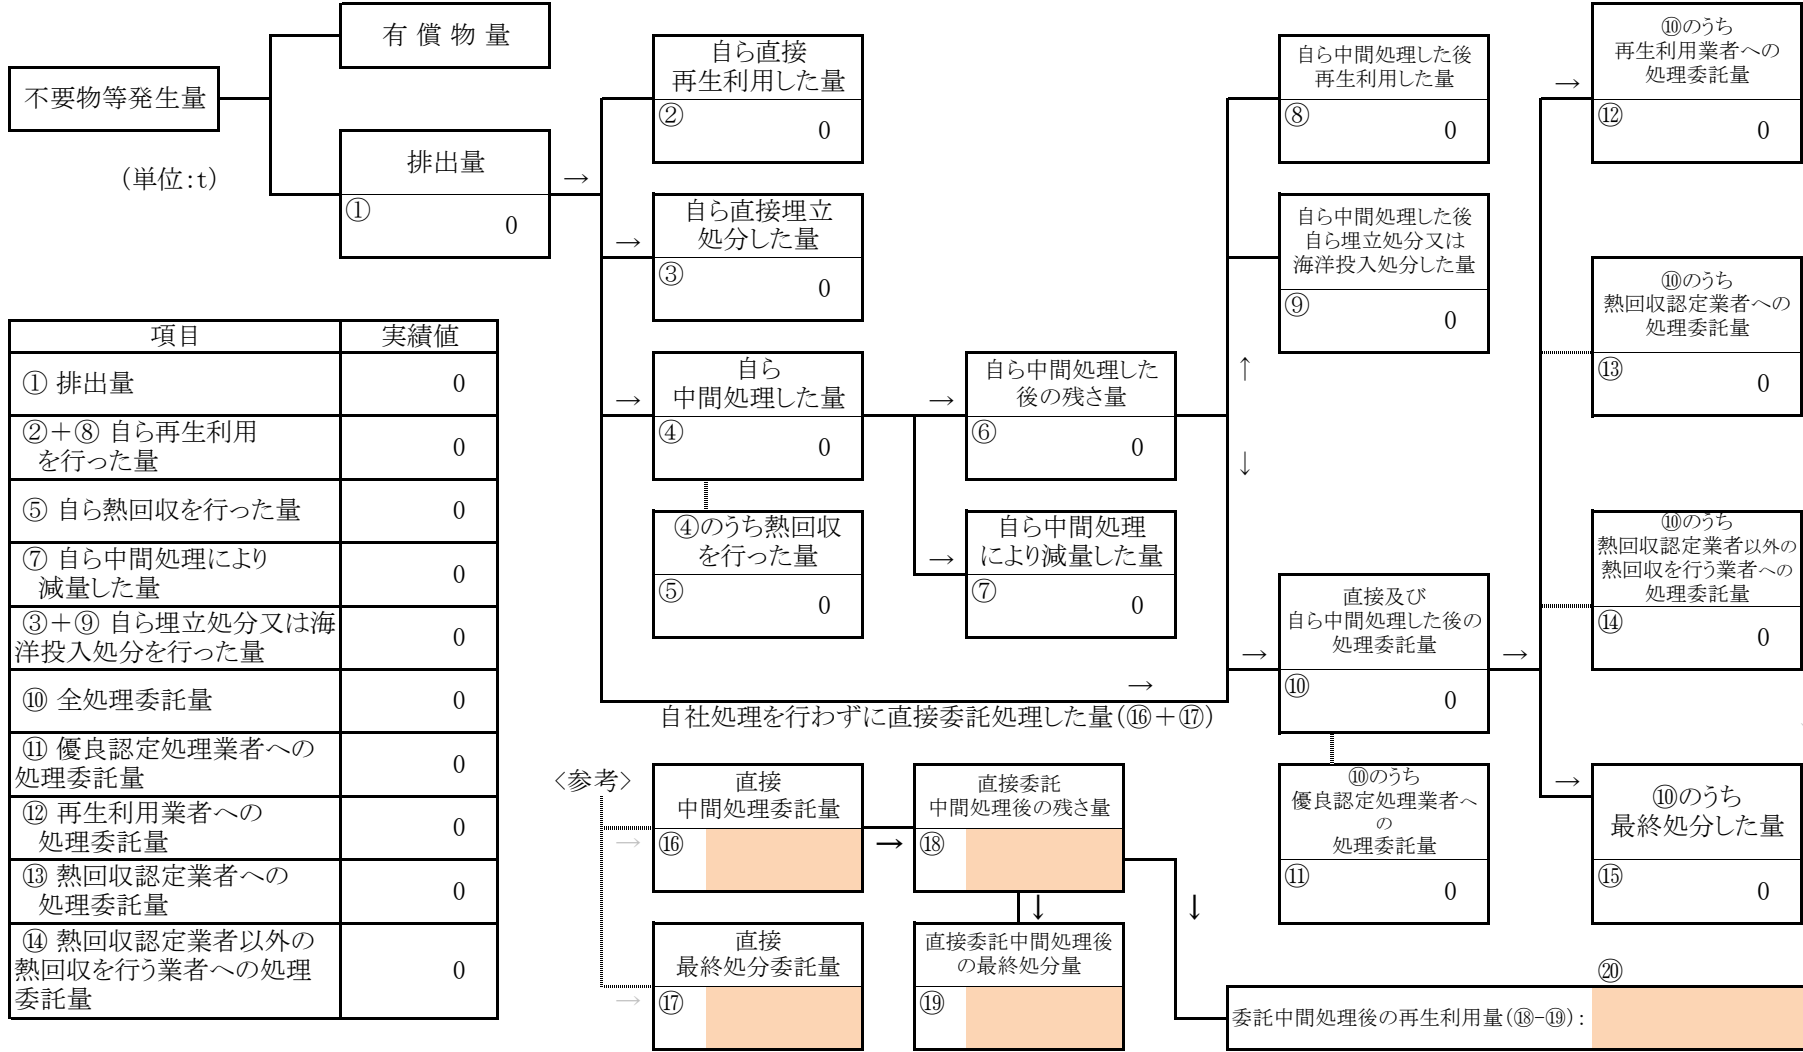 不要物等発生量
(単位:t)
有償物量
排出量
→
①
0
自ら直接
再生利用した量
②
0
→
自ら直接埋立
処分した量
③
0
→
自ら
中間処理した量
④
0
④のうち熱回収
を行った量
⑤
0
→
自ら中間処理した
後の残さ量
⑥
0
→
自ら中間処理
により減量した量
⑦
0
↑
↓
自ら中間処理した後
再生利用した量
⑧
0
自ら中間処理した後
自ら埋立処分又は
海洋投入処分した量
⑨
0
→
自社処理を行わずに直接委託処理した量(⑯+⑰)
→
直接及び
自ら中間処理した後の
処理委託量
⑩
0
→
⑩のうち
優良認定処理業者へ
の
処理委託量
⑪
0
→
⑩のうち
再生利用業者への
処理委託量
⑫
0
⑩のうち
熱回収認定業者への
処理委託量
⑬
0
⑩のうち
熱回収認定業者以外の
熱回収を行う業者への
処理委託量
⑭
0
→
⑩のうち
最終処分した量
⑮
0
項目 実績値
① 排出量 0
②+⑧ 自ら再生利用
を行った量 0
⑤ 自ら熱回収を行った量 0
⑦ 自ら中間処理により
減量した量 0
③+⑨ 自ら埋立処分又は海
洋投入処分を行った量 0
⑩ 全処理委託量 0
⑪ 優良認定処理業者への
処理委託量 0
⑫ 再生利用業者への
処理委託量 0
⑬ 熱回収認定業者への
処理委託量 0
⑭ 熱回収認定業者以外の
熱回収を行う業者への処理
委託量 0
<参考>
→
直接
中間処理委託量
⑯
→
直接委託
中間処理後の残さ量
⑱
↓
↓
→
直接
最終処分委託量
⑰
直接委託中間処理後
の最終処分量
⑲
⑳
委託中間処理後の再生利用量(⑱-⑲):